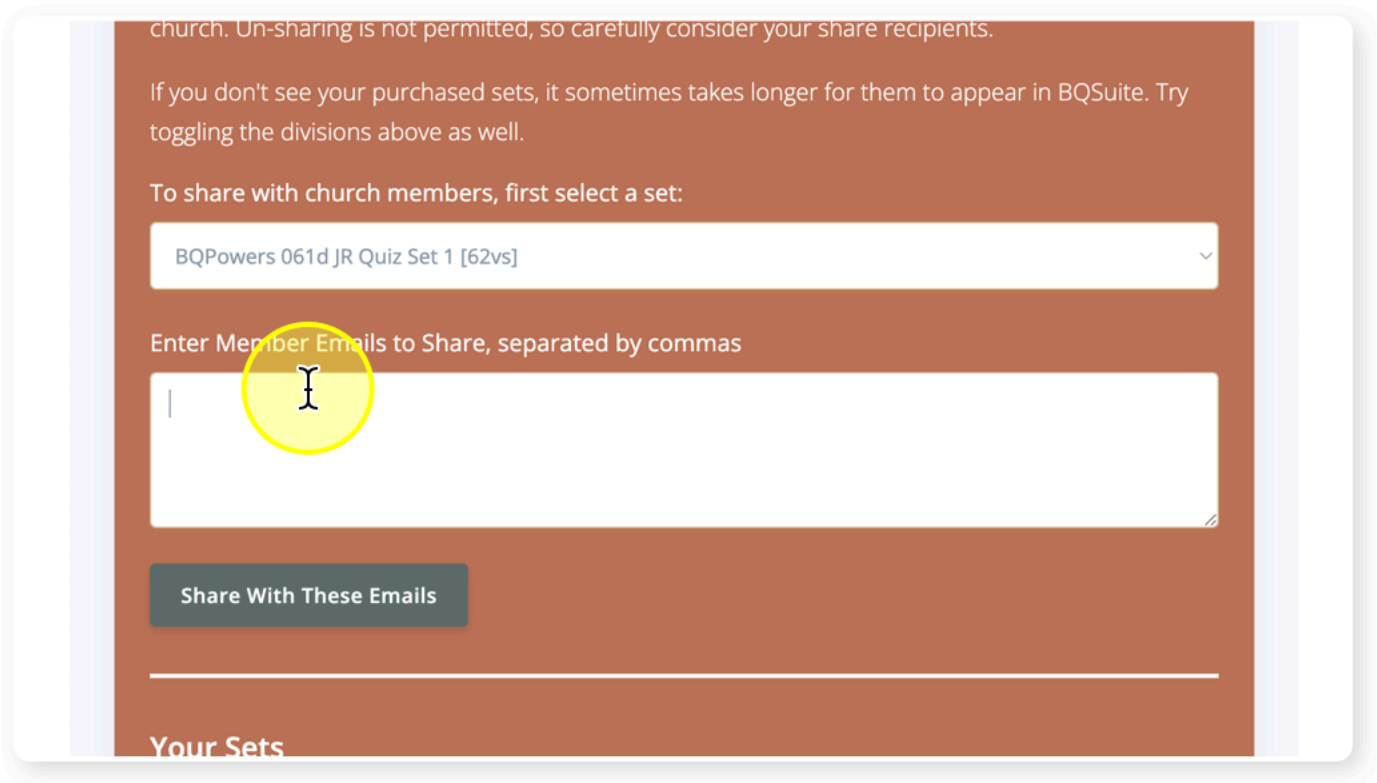 church. Un-sharing is not permitted, so carefully consider your share recipients.
If you don't see your purchased sets, it sometimes takes longer for them to appear in BQSuite. Try
toggling the divisions above as well.
To share with church members, first select a set:
BQPowers 061d JR Quiz Set 1 [62vs]
Enter Member Emails to Share, separated by commas
Share With These Emails
Your Sets